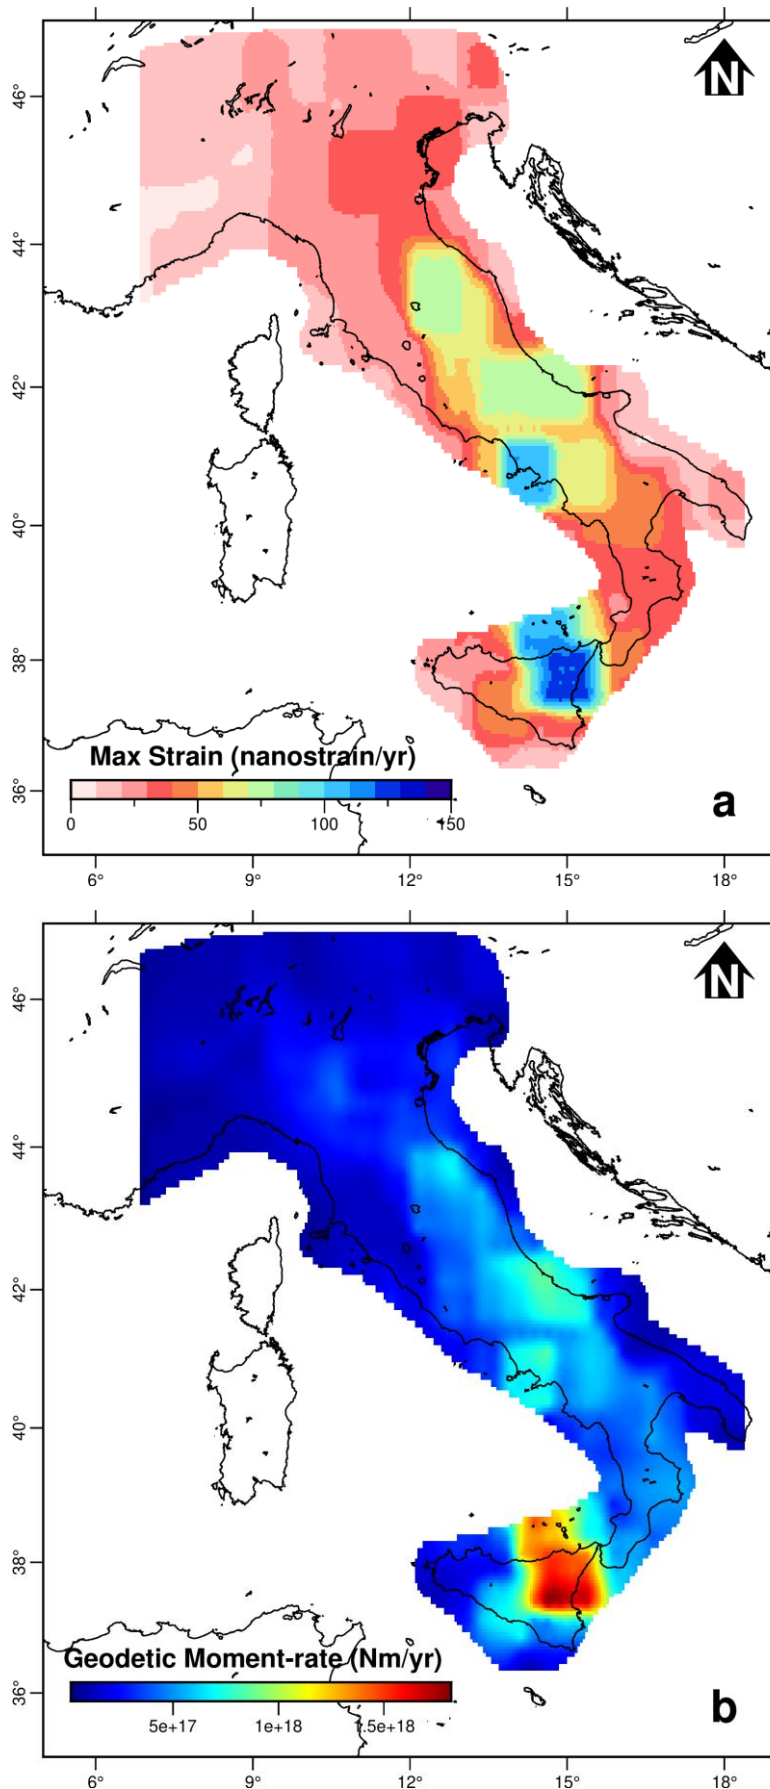 N
46°
44°
42°
40°
38°
Max Strain (nanostrain/yr)
36°
0 50 100 150
a
6° 9° 12° 15° 18°
N
46°
44°
42°
40°
38°
Geodetic Moment-rate (Nm/yr)
36°
5e+17 1e+18 1.5e+18
b
6° 9° 12° 15° 18°